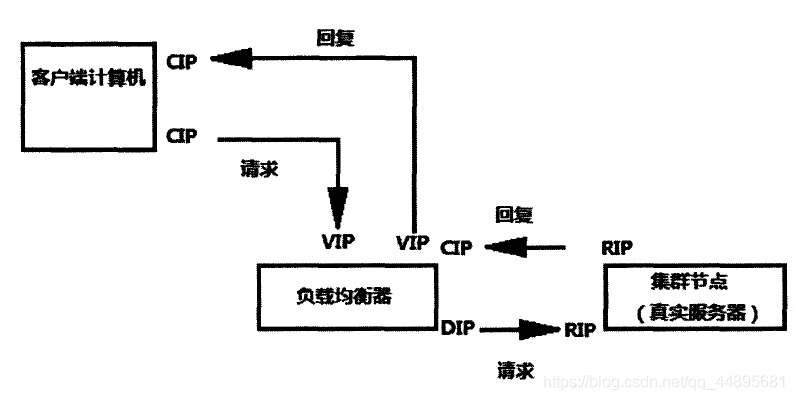 回复
客户端计算机
CIP
CIP
请求
VIP
VIP
CIP
回复
RIP
负载均衡器
集群节点
（真实服务器）
DIP
RIP
请求
https://blog.csdn.net/qq_44895681